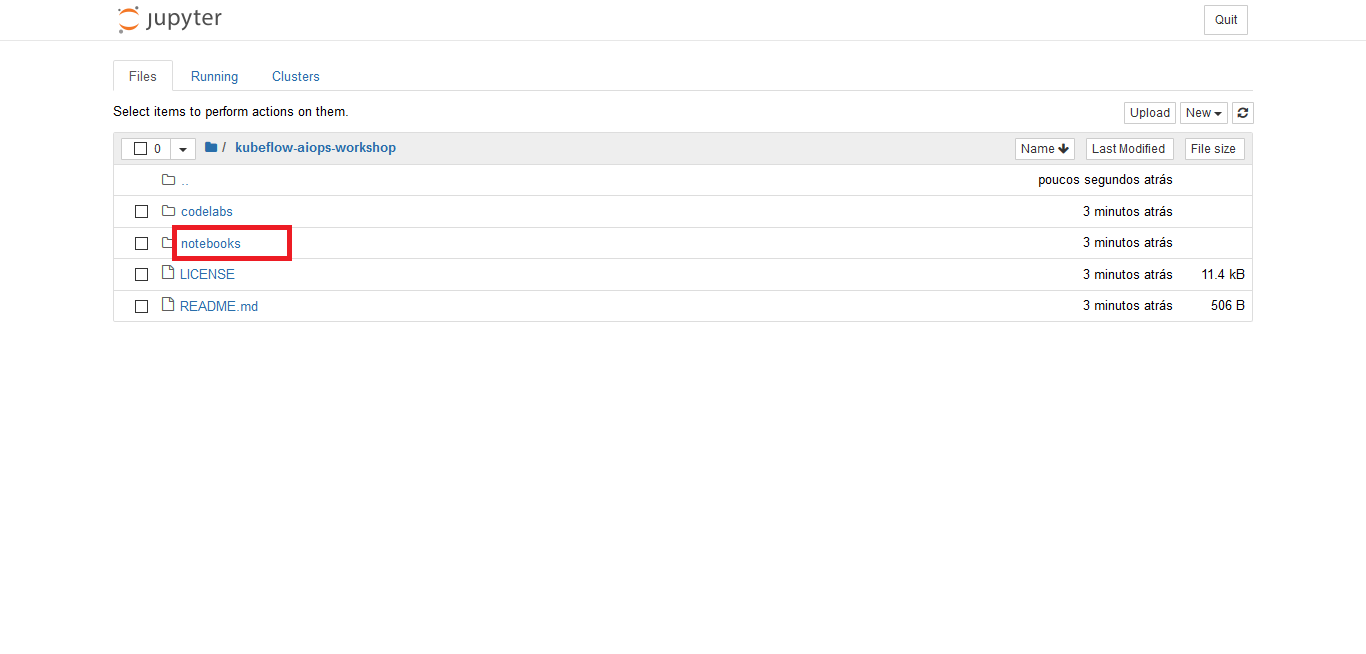 jupyter Quit
Files Running Clusters
Select items to perform actions on them. Upload New
0 / kubeflow-aiops-workshop Name Last Modified File size
.. poucos segundos atrás
codelabs 3 minutos atrás
notebooks 3 minutos atrás
LICENSE 3 minutos atrás 11.4 kB
README.md 3 minutos atrás 506 B